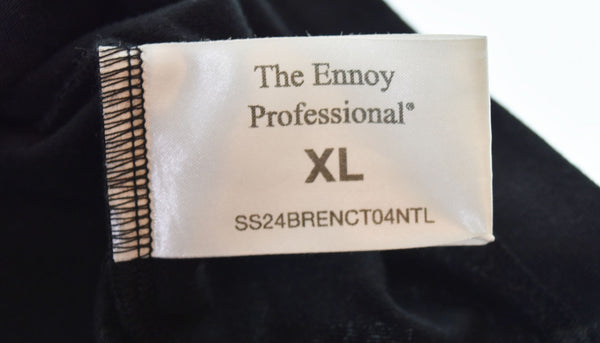 The Ennoy
Professional®
XL
SS24BRENCT04NTL